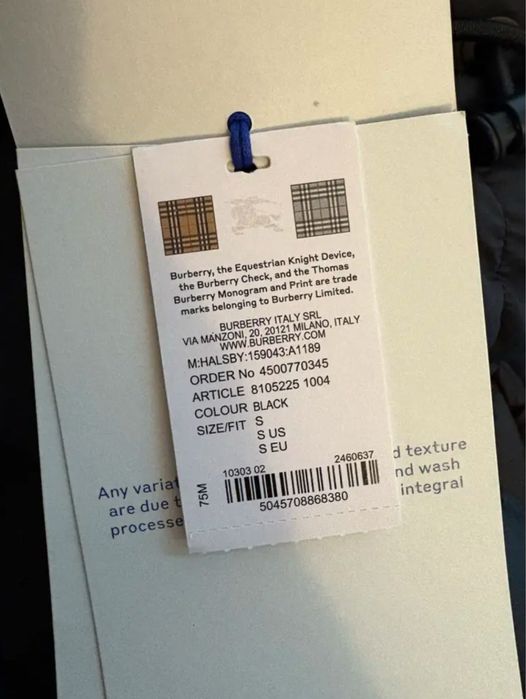 Burberry, the Equestrian Knight Device,
the Burberry Check, and the Thomas
Burberry Monogram and Print are trade
marks belonging to Burberry Limited.
BURBERRY ITALY SRL
VIA MANZONI, 20, 20121 MILANO, ITALY
WWW.BURBERRY.COM
M:HALSBY:159043:A1189
ORDER No 4500770345
ARTICLE 8105225 1004
COLOUR BLACK
SIZE/FIT S
S US
S EU
10303 02 2460637
75M
5045708868380
Any variat d texture
are due t nd wash
processe integral